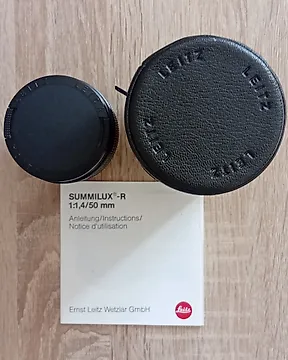 LEITZ
LEITZ
LEITZ
LEITZ
LEITZ
SUMMILUX®-R
1:1,4/50 mm
Anleitung/Instructions/
Notice d'utilisation
Ernst Leitz Wetzlar GmbH
Leitz